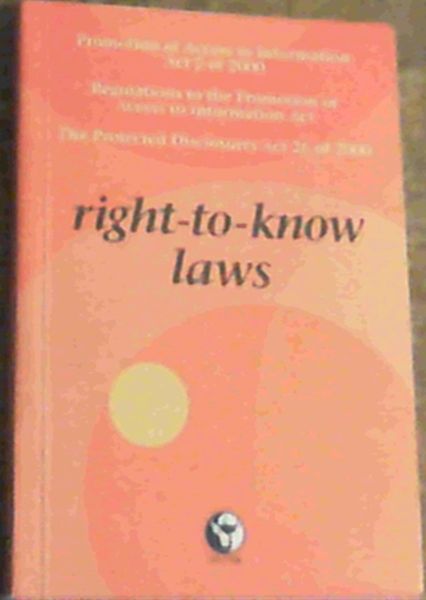 Promotion of Access to Information
Act 2 of 2000
Regulations to the Promotion of
Access to Information Act
The Protected Disclosures Act 26 of 2000
right-to-know
laws